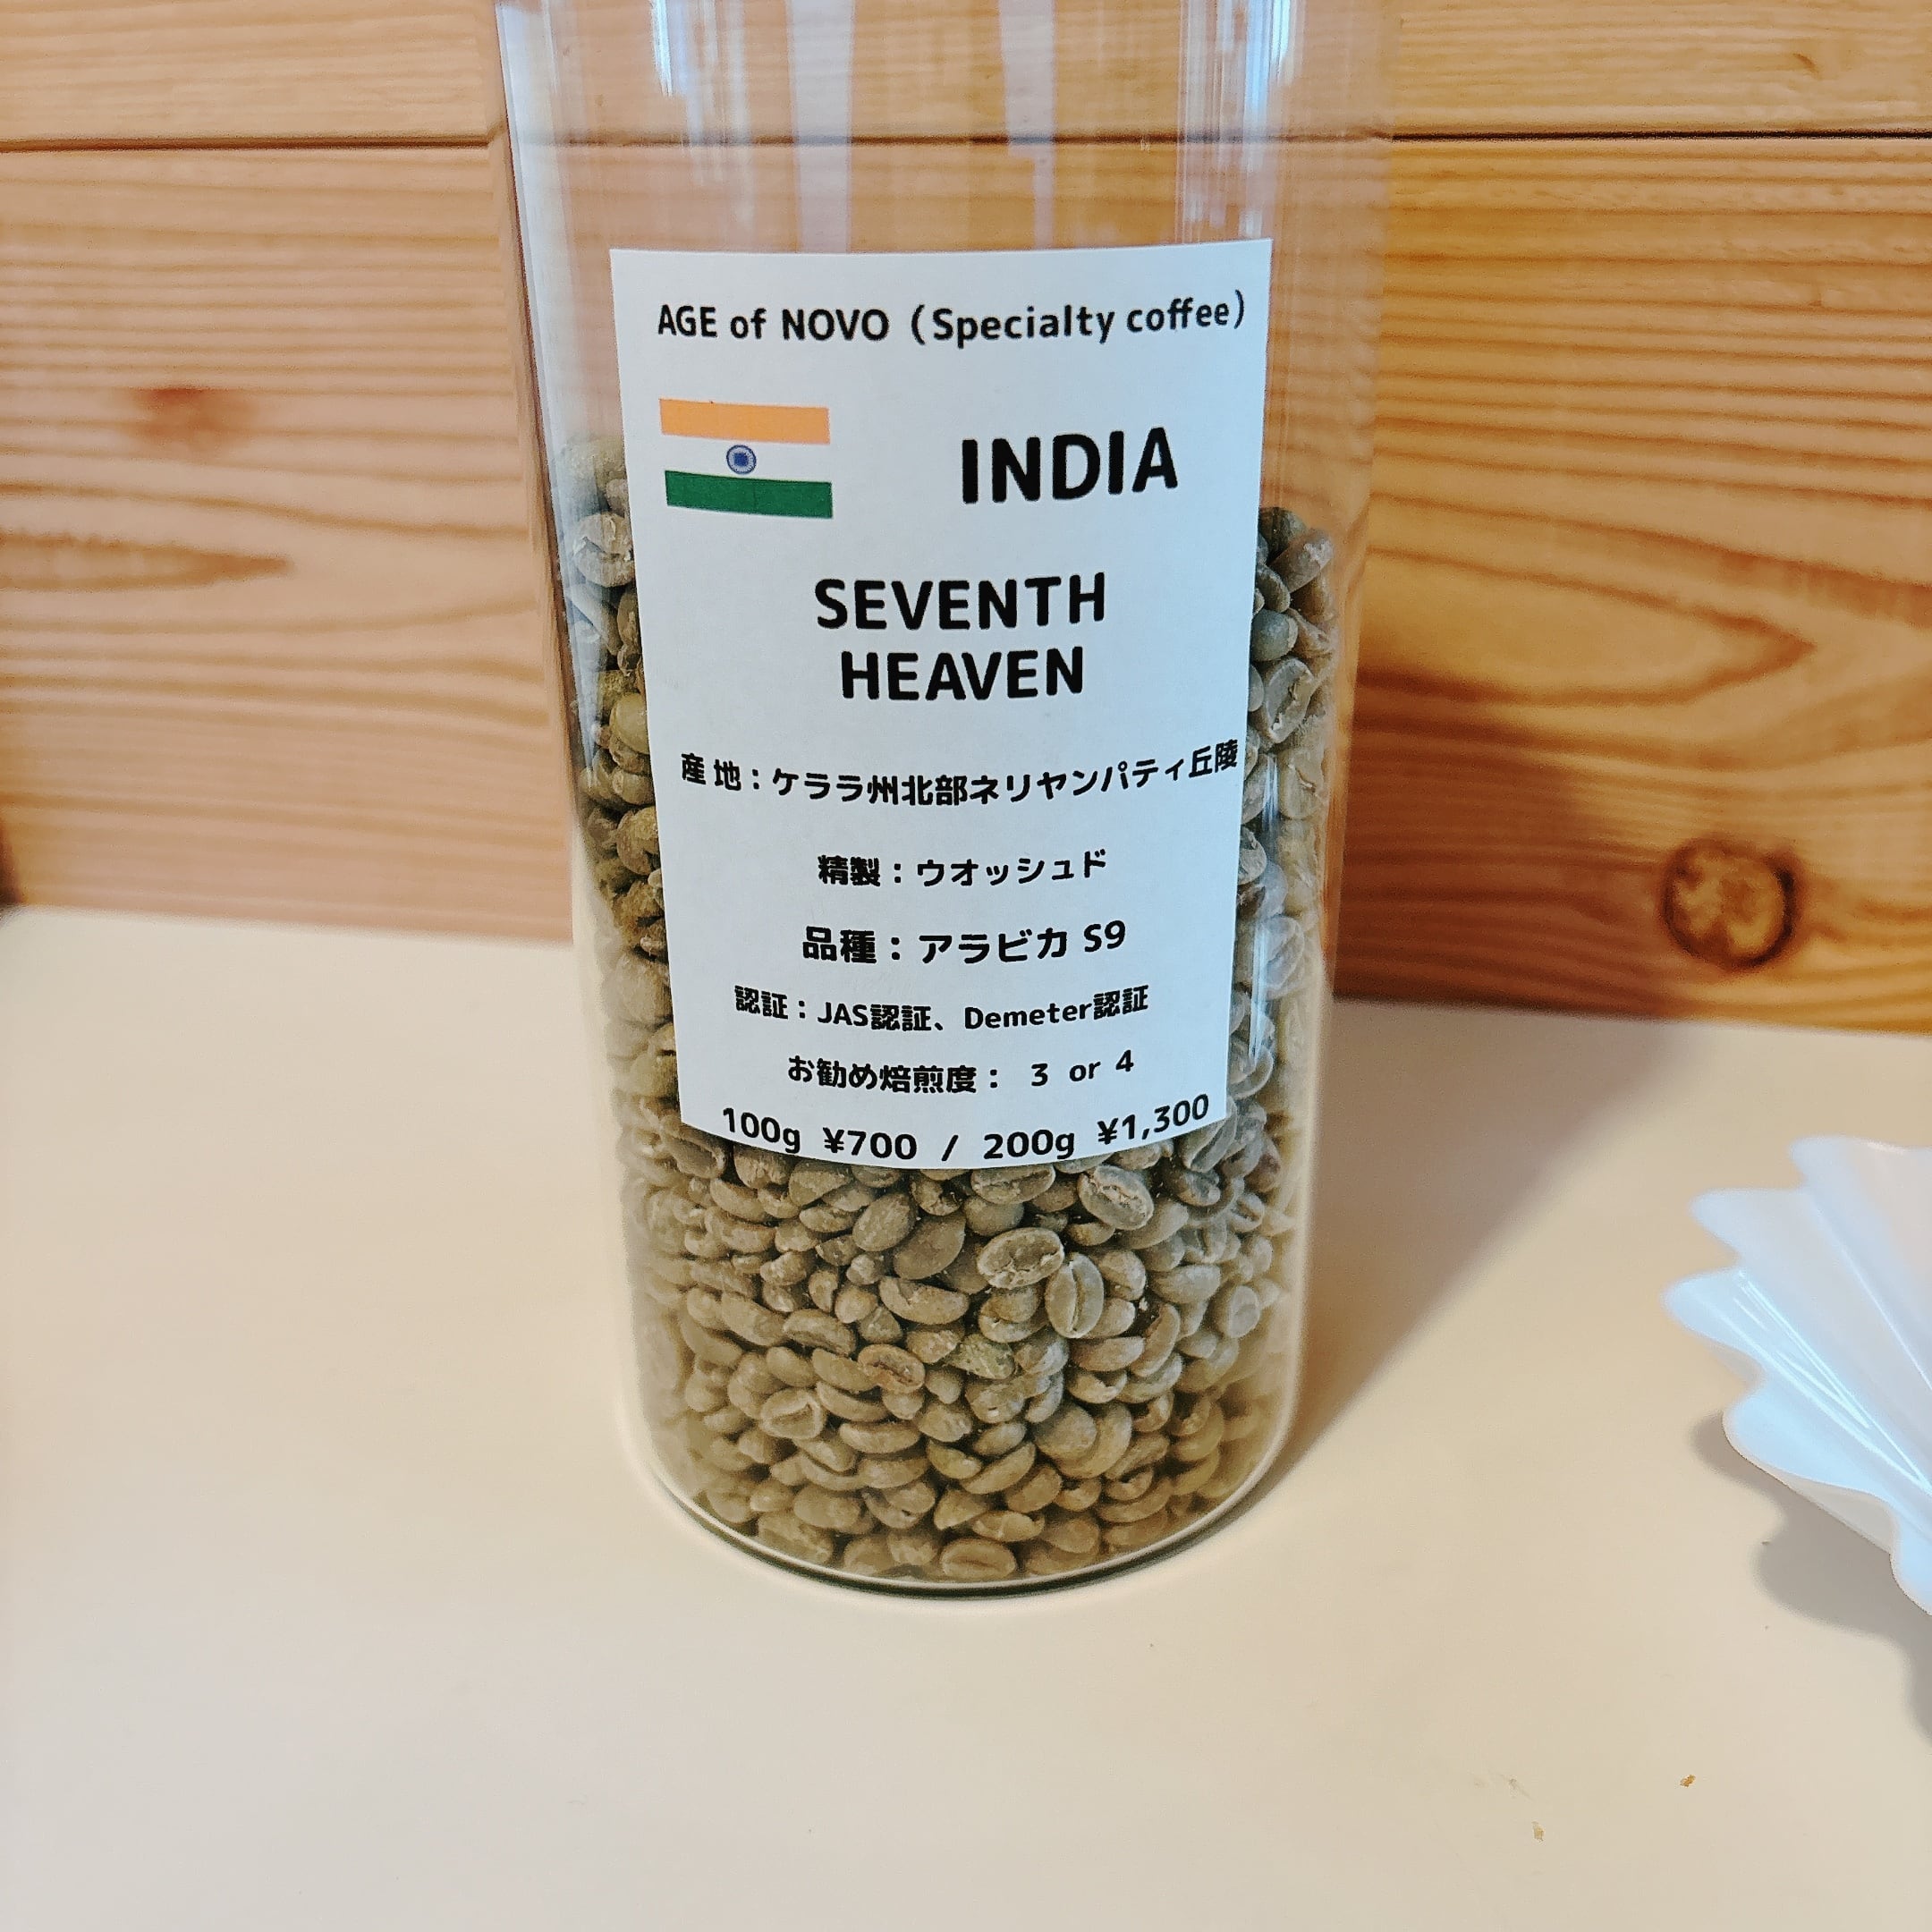 AGE of NOVO (Specialty coffee)
INDIA
SEVENTH
HEAVEN
産 地：ケララ州北部ネリヤンパティ丘陵
精製：ウオッシュド
品種：アラビカ S9
認証：JAS認証、Demeter認証
お勧め焙煎度： 3 or 4
100g ¥700 / 200g ¥1,300